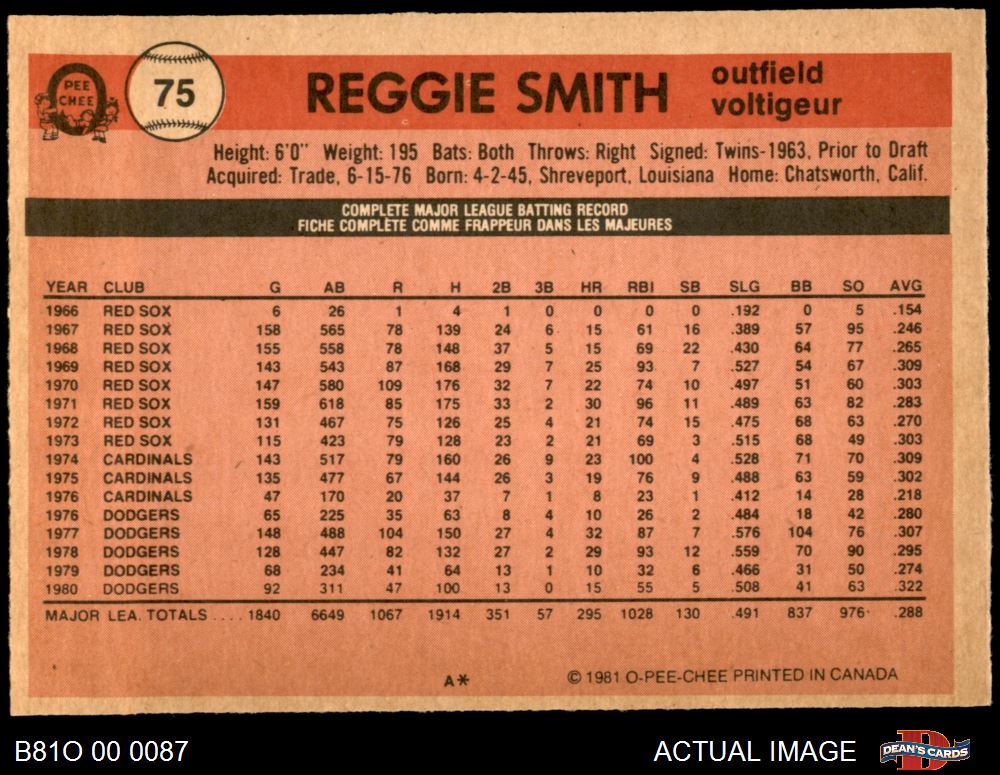 PEE
CHEE
75
REGGIE SMITH
outfield
voltigeur
Height: 6'0" Weight: 195 Bats: Both Throws: Right Signed: Twins-1963, Prior to Draft
Acquired: Trade, 6-15-76 Born: 4-2-45, Shreveport, Louisiana Home: Chatsworth, Calif.
COMPLETE MAJOR LEAGUE BATTING RECORD
FICHE COMPLÈTE COMME FRAPPEUR DANS LES MAJEURES
YEAR CLUB G AB R H 2B 3B HR RBI SB SLG BB SO AVG
1966 RED SOX 6 26 1 4 1 0 0 0 0 .192 0 5 .154
1967 RED SOX 158 565 78 139 24 6 15 61 16 .389 57 95 .246
1968 RED SOX 155 558 78 148 37 5 15 69 22 .430 64 77 .265
1969 RED SOX 143 543 87 168 29 7 25 93 7 .527 54 67 .309
1970 RED SOX 147 580 109 176 32 7 22 74 10 .497 51 60 .303
1971 RED SOX 159 618 85 175 33 2 30 96 11 .489 63 82 .283
1972 RED SOX 131 467 75 126 25 4 21 74 15 .475 68 63 .270
1973 RED SOX 115 423 79 128 23 2 21 69 3 .515 68 49 .303
1974 CARDINALS 143 517 79 160 26 9 23 100 4 .528 71 70 .309
1975 CARDINALS 135 477 67 144 26 3 19 76 9 .488 63 59 .302
1976 CARDINALS 47 170 20 37 7 1 8 23 1 .412 14 28 .218
1976 DODGERS 65 225 35 63 8 4 10 26 2 .484 18 42 .280
1977 DODGERS 148 488 104 150 27 4 32 87 7 .576 104 76 .307
1978 DODGERS 128 447 82 132 27 2 29 93 12 .559 70 90 .295
1979 DODGERS 68 234 41 64 13 1 10 32 6 .466 31 50 .274
1980 DODGERS 92 311 47 100 13 0 15 55 5 .508 41 63 .322
MAJOR LEA. TOTALS .... 1840 6649 1067 1914 351 57 295 1028 130 .491 837 976 .288
A*
© 1981 O-PEE-CHEE PRINTED IN CANADA
B81O 00 0087
ACTUAL IMAGE
DEAN'S CARDS